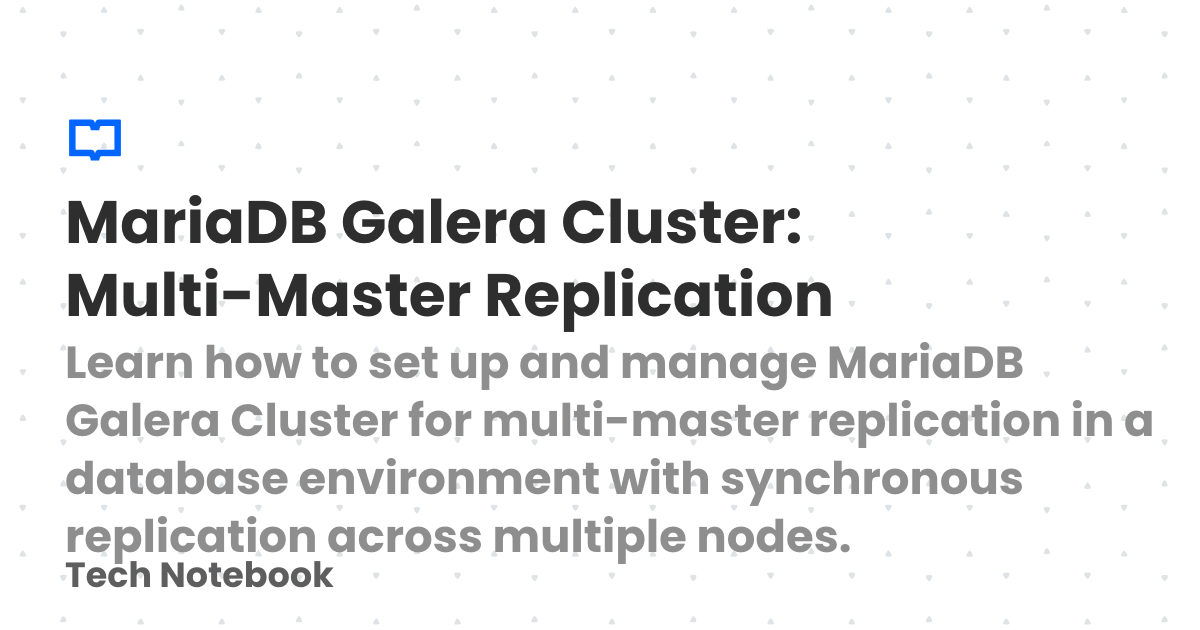 MariaDB Galera Cluster:
Multi-Master Replication
Learn how to set up and manage MariaDB
Galera Cluster for multi-master replication in a
database environment with synchronous
replication across multiple nodes.
Tech Notebook